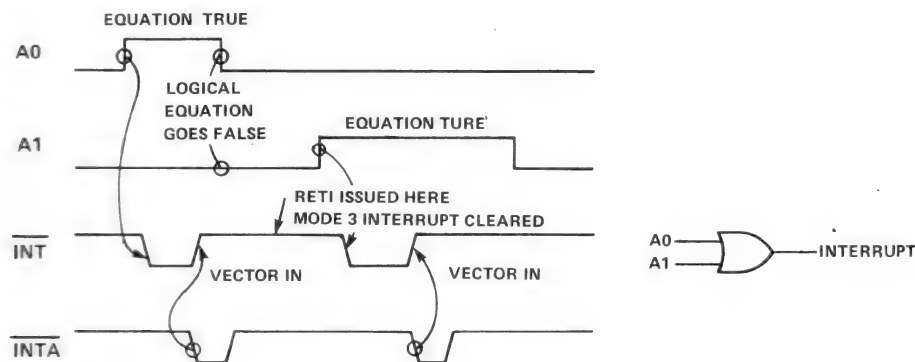 EQUATION TRUE
A0
LOGICAL
EQUATION
GOES FALSE
EQUATION TURE
A1
RETI ISSUED HERE
MODE 3 INTERRUPT CLEARED
INT
VECTOR IN
VECTOR IN
A0
A1
INTERRUPT
INTA